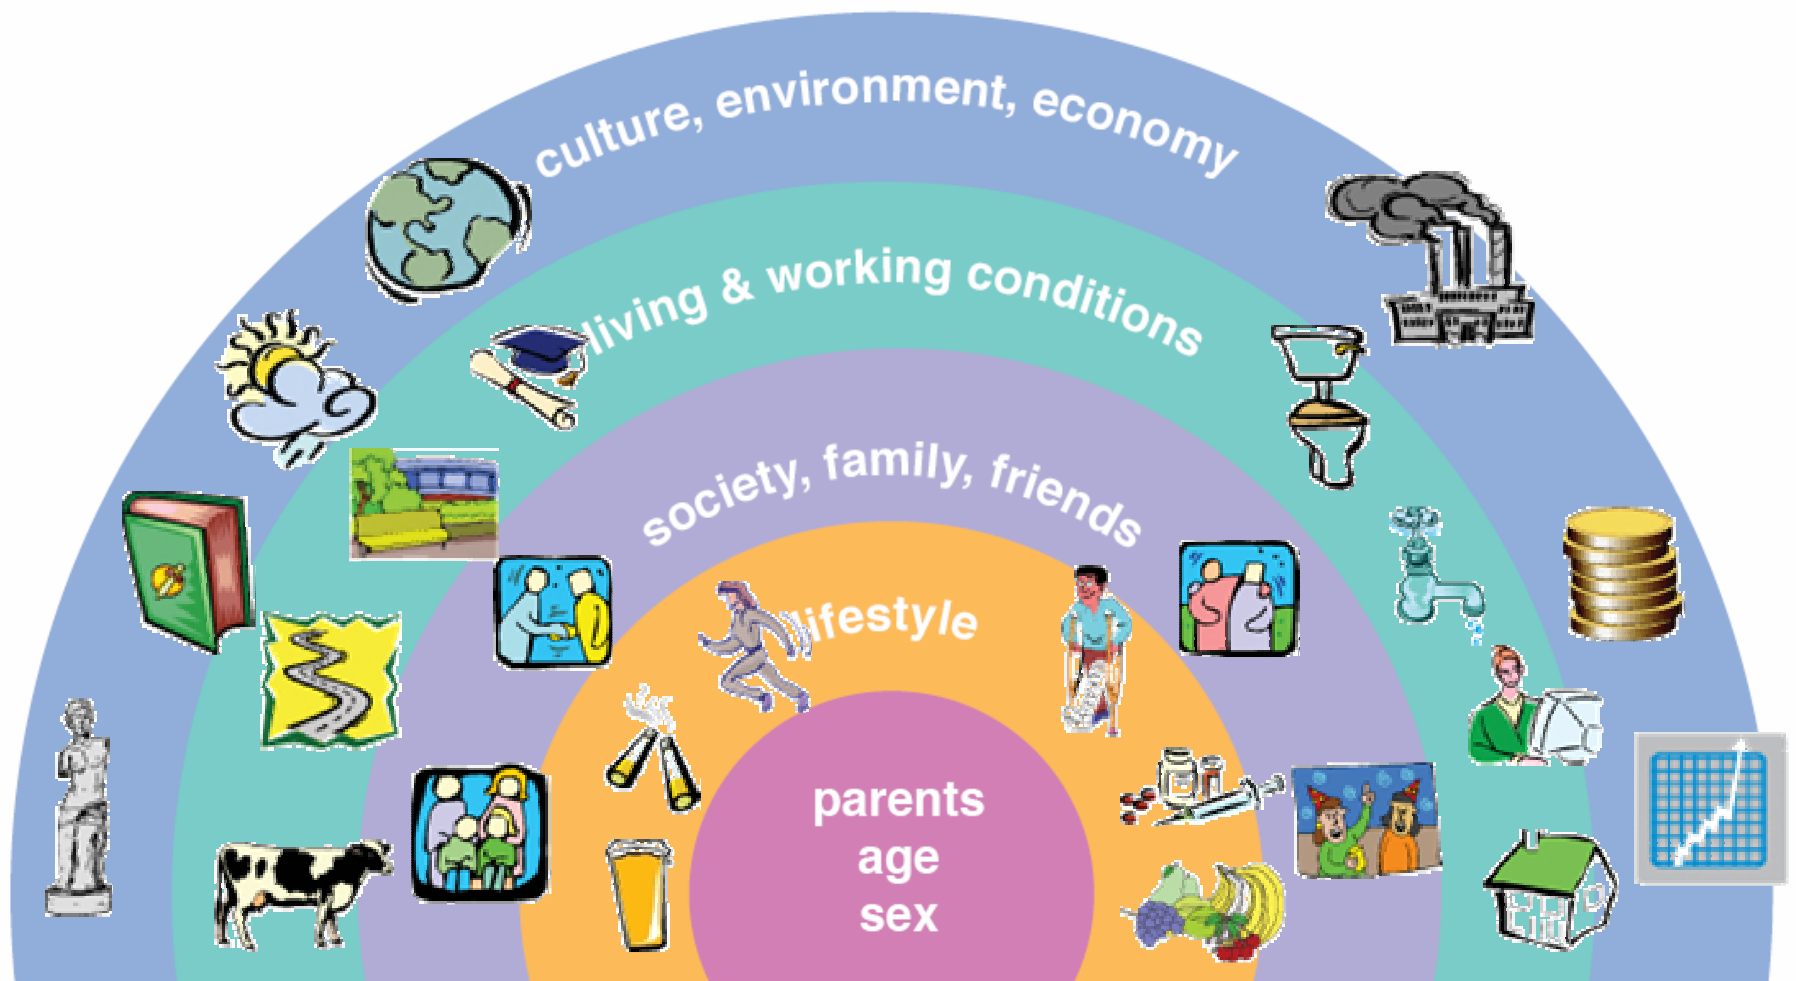 culture, environment, economy
living & working conditions
society, family, friends
lifestyle
parents
age
sex